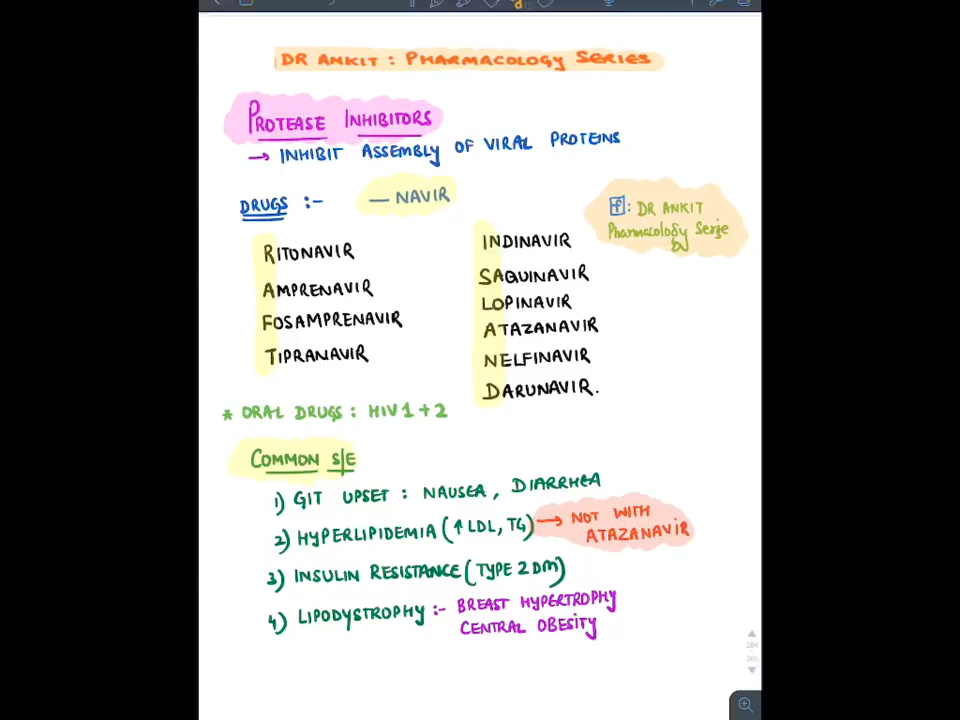 DR ANKIT : PHARMACOLOGY SERIES
PROTEASE INHIBITORS
→ INHIBIT ASSEMBLY OF VIRAL PROTEINS
DRUGS :- — NAVIR
f : DR ANKIT
Pharmacology Serie
RITONAVIR
AMPRENAVIR
FOSAMPRENAVIR
TIPRANAVIR
INDINAVIR
SAQUINAVIR
LOPINAVIR
ATAZANAVIR
NELFINAVIR
DARUNAVIR.
* ORAL DRUGS : HIV 1 + 2
COMMON S/E
1) GIT UPSET : NAUSEA, DIARRHEA
2) HYPERLIPIDEMIA (↑ LDL, TG) → NOT WITH
ATAZANAVIR
3) INSULIN RESISTANCE (TYPE 2 DM)
4) LIPODYSTROPHY :- BREAST HYPERTROPHY
CENTRAL OBESITY